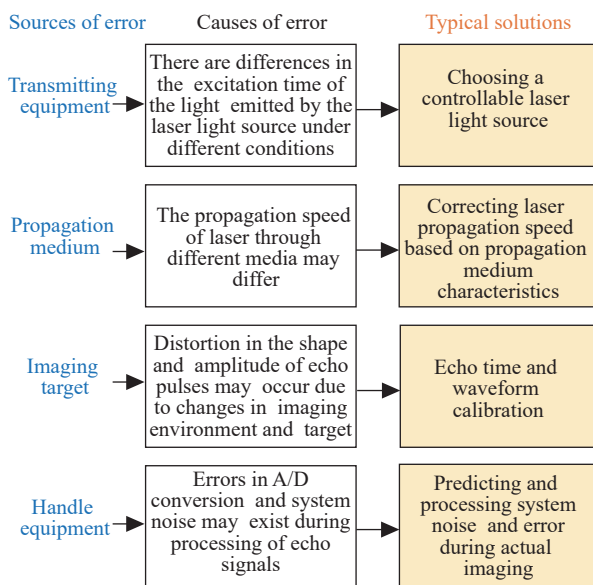 Sources of error
Causes of error
Typical solutions
Transmitting
equipment
There are differences in
the excitation time of
the light emitted by the
laser light source under
different conditions
Choosing a
controllable laser
light source
Propagation
medium
The propagation speed
of laser through
different media may
differ
Correcting laser
propagation speed
based on propagation
medium
characteristics
Imaging
target
Distortion in the shape
and amplitude of echo
pulses may occur due
to changes in imaging
environment and target
Echo time and
waveform
calibration
Handle
equipment
Errors in A/D
conversion and system
noise may exist during
processing of echo
signals
Predicting and
processing system
noise and error
during actual
imaging